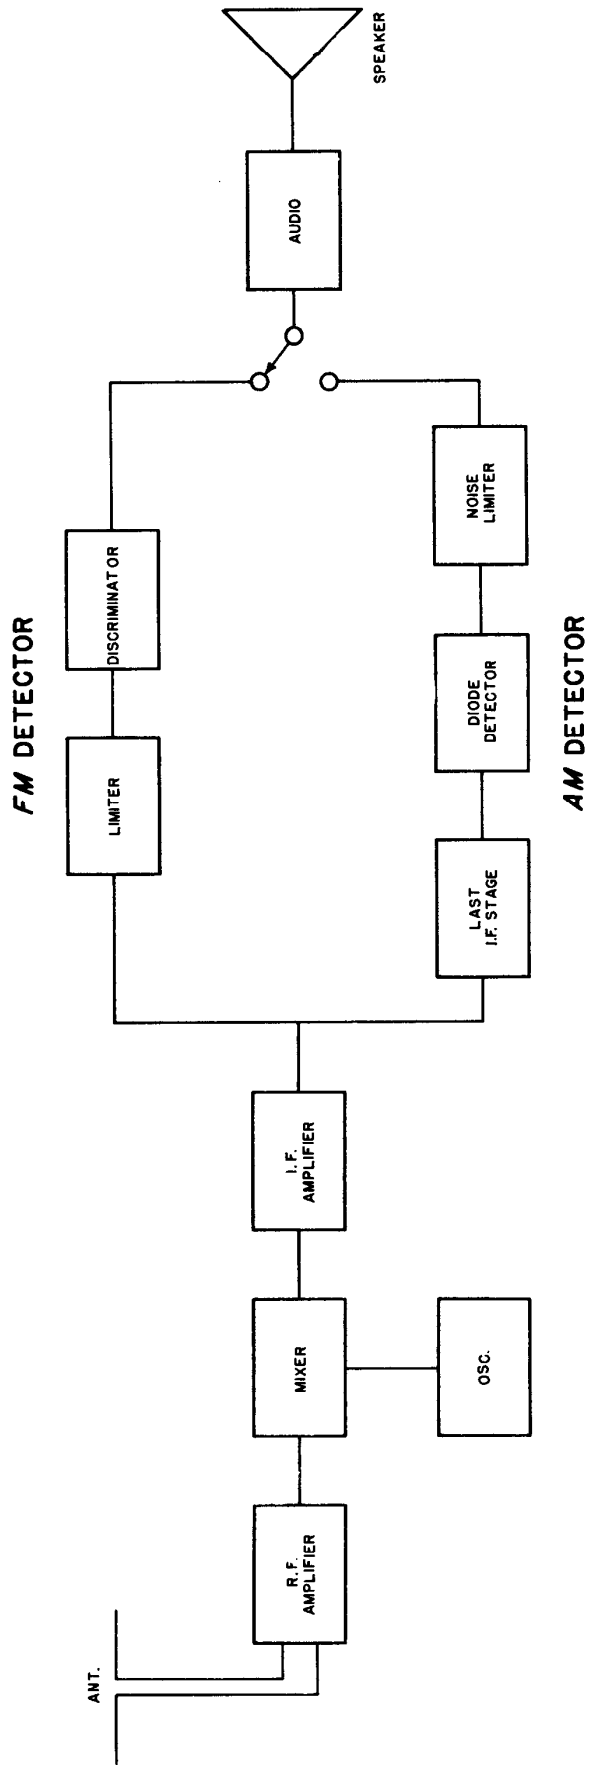 ANT.
R.F.
AMPLIFIER
MIXER
OSC.
I.F.
AMPLIFIER
FM DETECTOR
LIMITER
DISCRIMINATOR
LAST
I.F. STAGE
DIODE
DETECTOR
NOISE
LIMITER
AM DETECTOR
AUDIO
SPEAKER